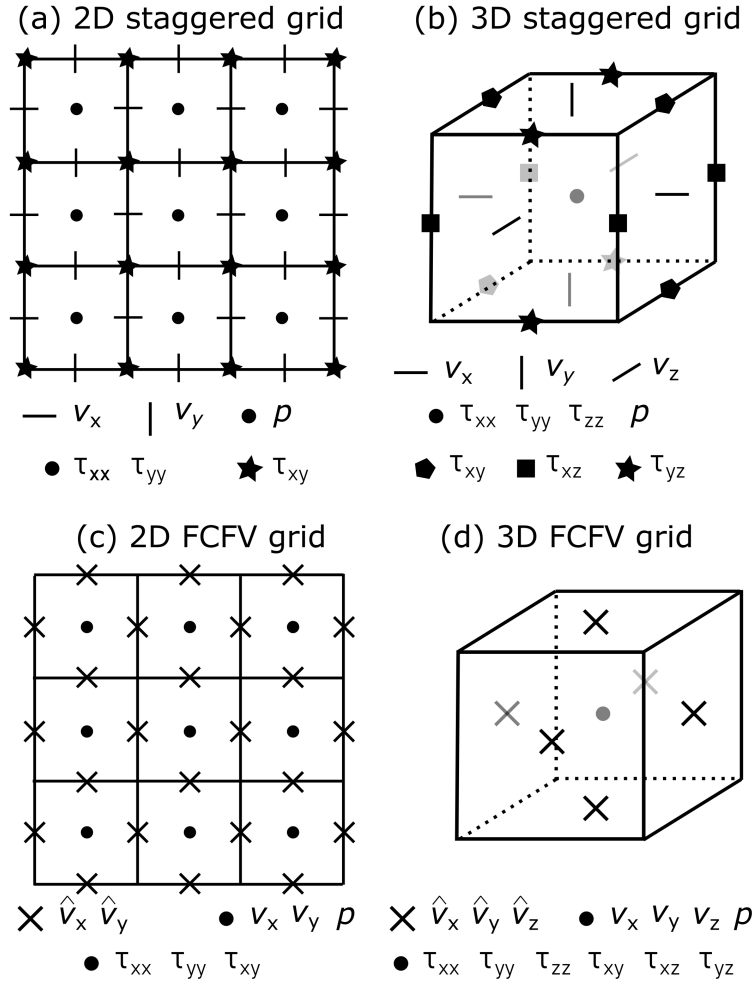 (a) 2D staggered grid
(b) 3D staggered grid
vx vy p
τxx τyy τxy
vx vy vz
τxx τyy τzz p
τxy τxz τyz
(c) 2D FCFV grid
(d) 3D FCFV grid
v̂x v̂y vx vy p
τxx τyy τxy
v̂x v̂y v̂z vx vy vz p
τxx τyy τzz τxy τxz τyz